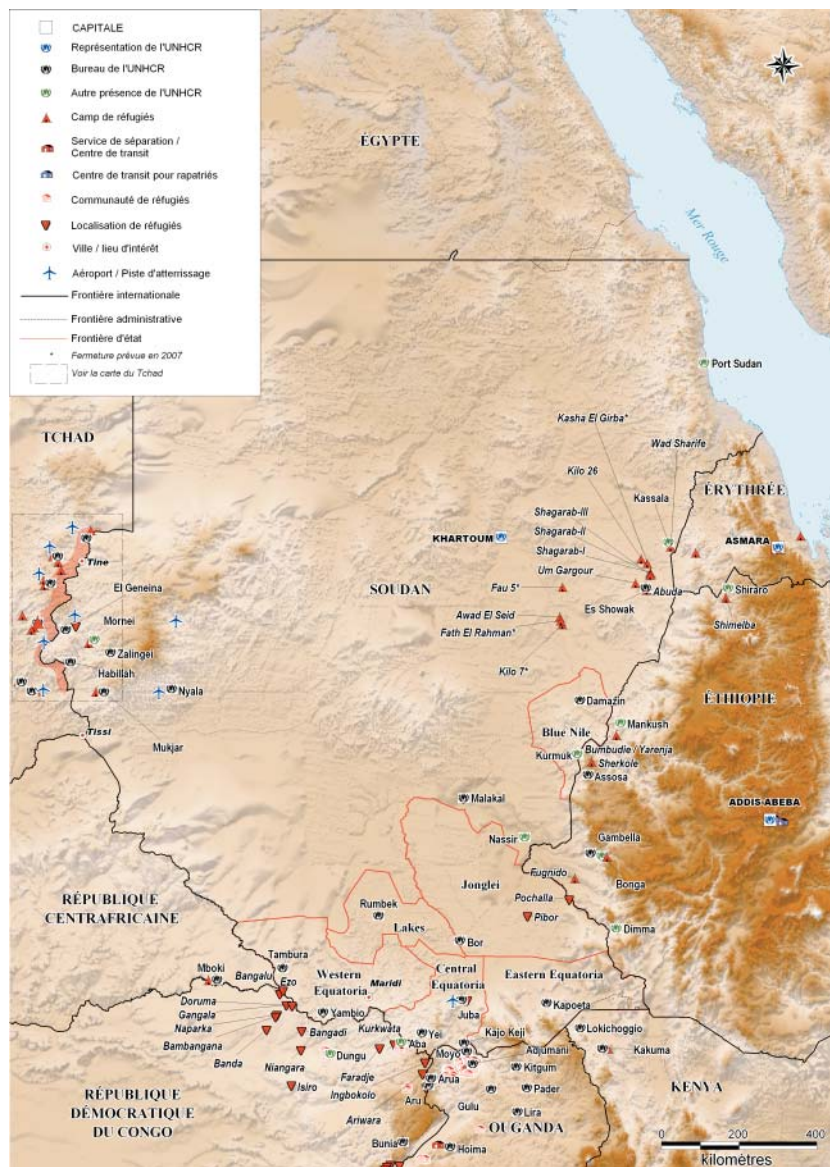 CAPITALE
Représentation de l'UNHCR
Bureau de l'UNHCR
Autre présence de l'UNHCR
Camp de réfugiés
Service de séparation /
Centre de transit
Centre de transit pour rapatriés
Communauté de réfugiés
Localisation de réfugiés
Ville / lieu d'intérêt
Aéroport / Piste d'atterrissage
Frontière internationale
Frontière administrative
Frontière d'état
* Fermeture prévue en 2007
Voir la carte du Tchad
ÉGYPTE
Mer Rouge
Port Sudan
TCHAD
Kasha El Girba*
Wad Sharife
Kilo 26
Kassala
ÉRYTHRÉE
Shagarab-III
Shagarab-II
Shagarab-I
KHARTOUM
ASMARA
Tine
Um Gargour
El Geneina
SOUDAN
Fau 5*
Abuda
Shiraro
Es Showak
Shimelba
Mornei
Awad El Seid
Fath El Rahman*
Zalingei
Habillah
Kilo 7*
Nyala
Damazin
ÉTHIOPIE
Tissi
Mukjar
Blue Nile
Mankush
Bumbudie / Yarenja
Kurmuk
Sherkole
Assosa
Malakal
ADDIS-ABEBA
Nassir
Gambella
Fugnido
Bonga
Jonglei
RÉPUBLIQUE
CENTRAFRICAINE
Rumbek
Pochalla
Pibor
Lakes
Dimma
Bor
Tambura
Mboki
Bangalu
Ezo
Western
Equatoria
Maridi
Central
Equatoria
Eastern Equatoria
Doruma
Gangala
Juba
Kapoeta
Naparka
Yambio
Bambangana
Bangadi
Kurkwata
Yei
Kajo Keji
Lokichoggio
Aba
Banda
Dungu
Moyo
Adjumani
Kakuma
Niangara
Faradje
Kitgum
Isiro
Ingbokolo
Arua
Pader
KENYA
Aru
Gulu
RÉPUBLIQUE
DÉMOCRATIQUE
DU CONGO
Ariwara
Lira
OUGANDA
Bunia
Hoima
0 200 400
kilomètres